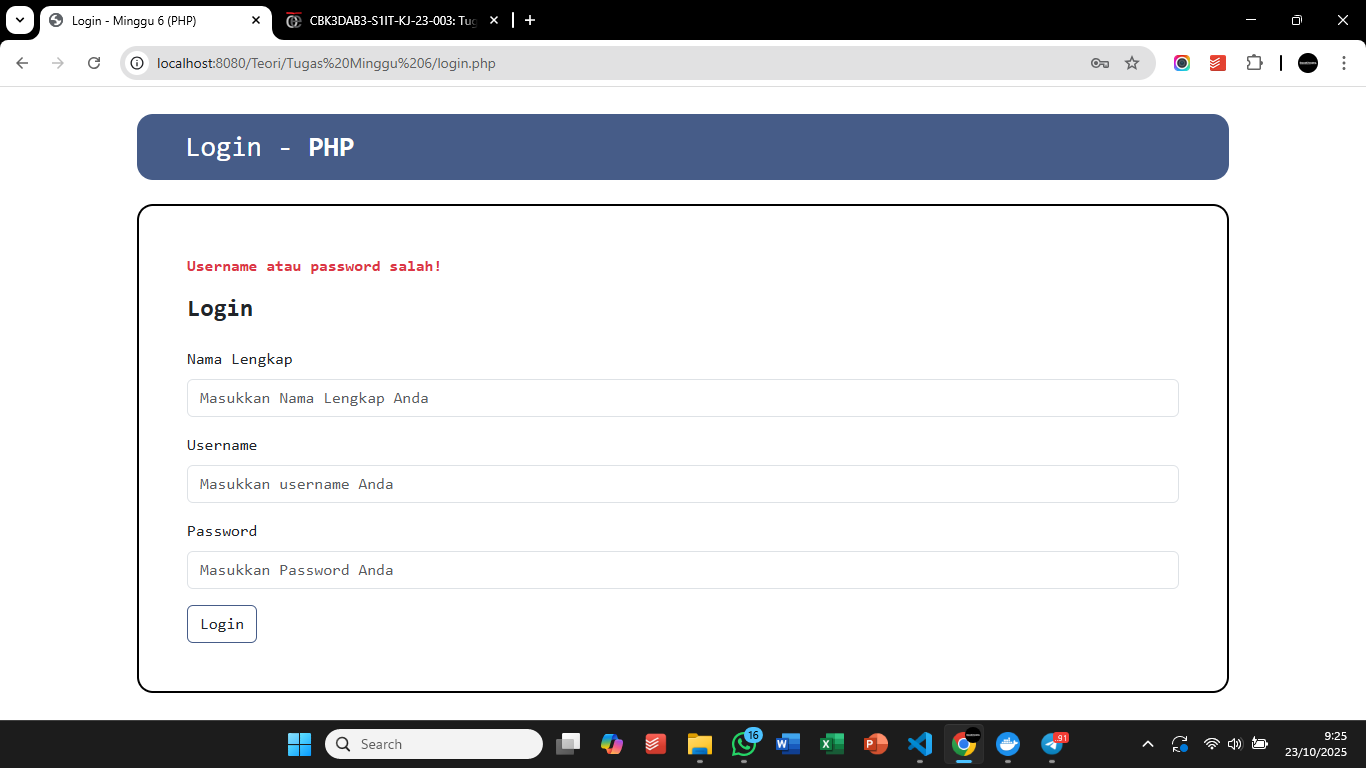 Login - Minggu 6 (PHP)
CBK3DAB3-S1IT-KJ-23-003: Tug
localhost:8080/Teori/Tugas%20Minggu%206/login.php
Login - PHP
Username atau password salah!
Login
Nama Lengkap
Masukkan Nama Lengkap Anda
Username
Masukkan username Anda
Password
Masukkan Password Anda
Login
Search
16
91
9:25
23/10/2025